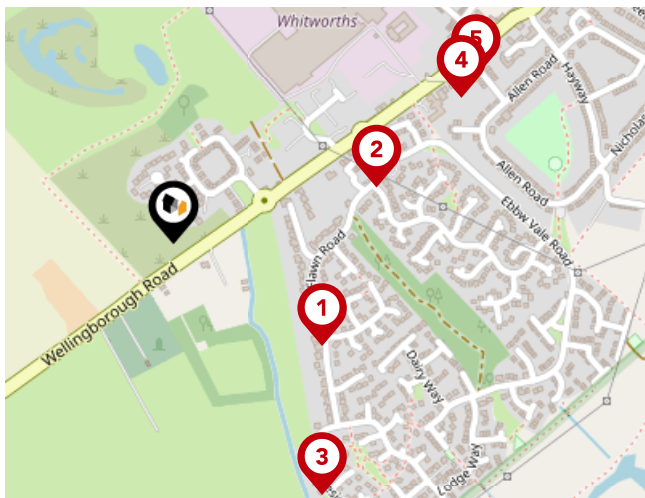 Whitworths
5
4
Allen Road
Hayway
Nicholas
2
Allen Road
Ebbw Vale Road
Hawn Road
Wellingborough Road
1
Dairy Way
3
Lodge Way